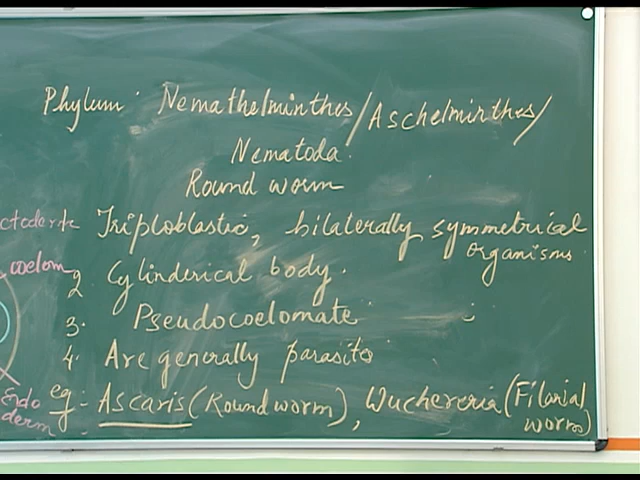 Phylum: Nemathelminthes/Aschelminthes/
Nematoda.
Round worm
Triploblastic, bilaterally symmetrical
organisms.
coelom
2. Cylinderical body.
3. Pseudocoelomate
4. Are generally parasite
eg:- Ascaris (Roundworm), Wuchereria (Filarial
worm)
Endo
derm